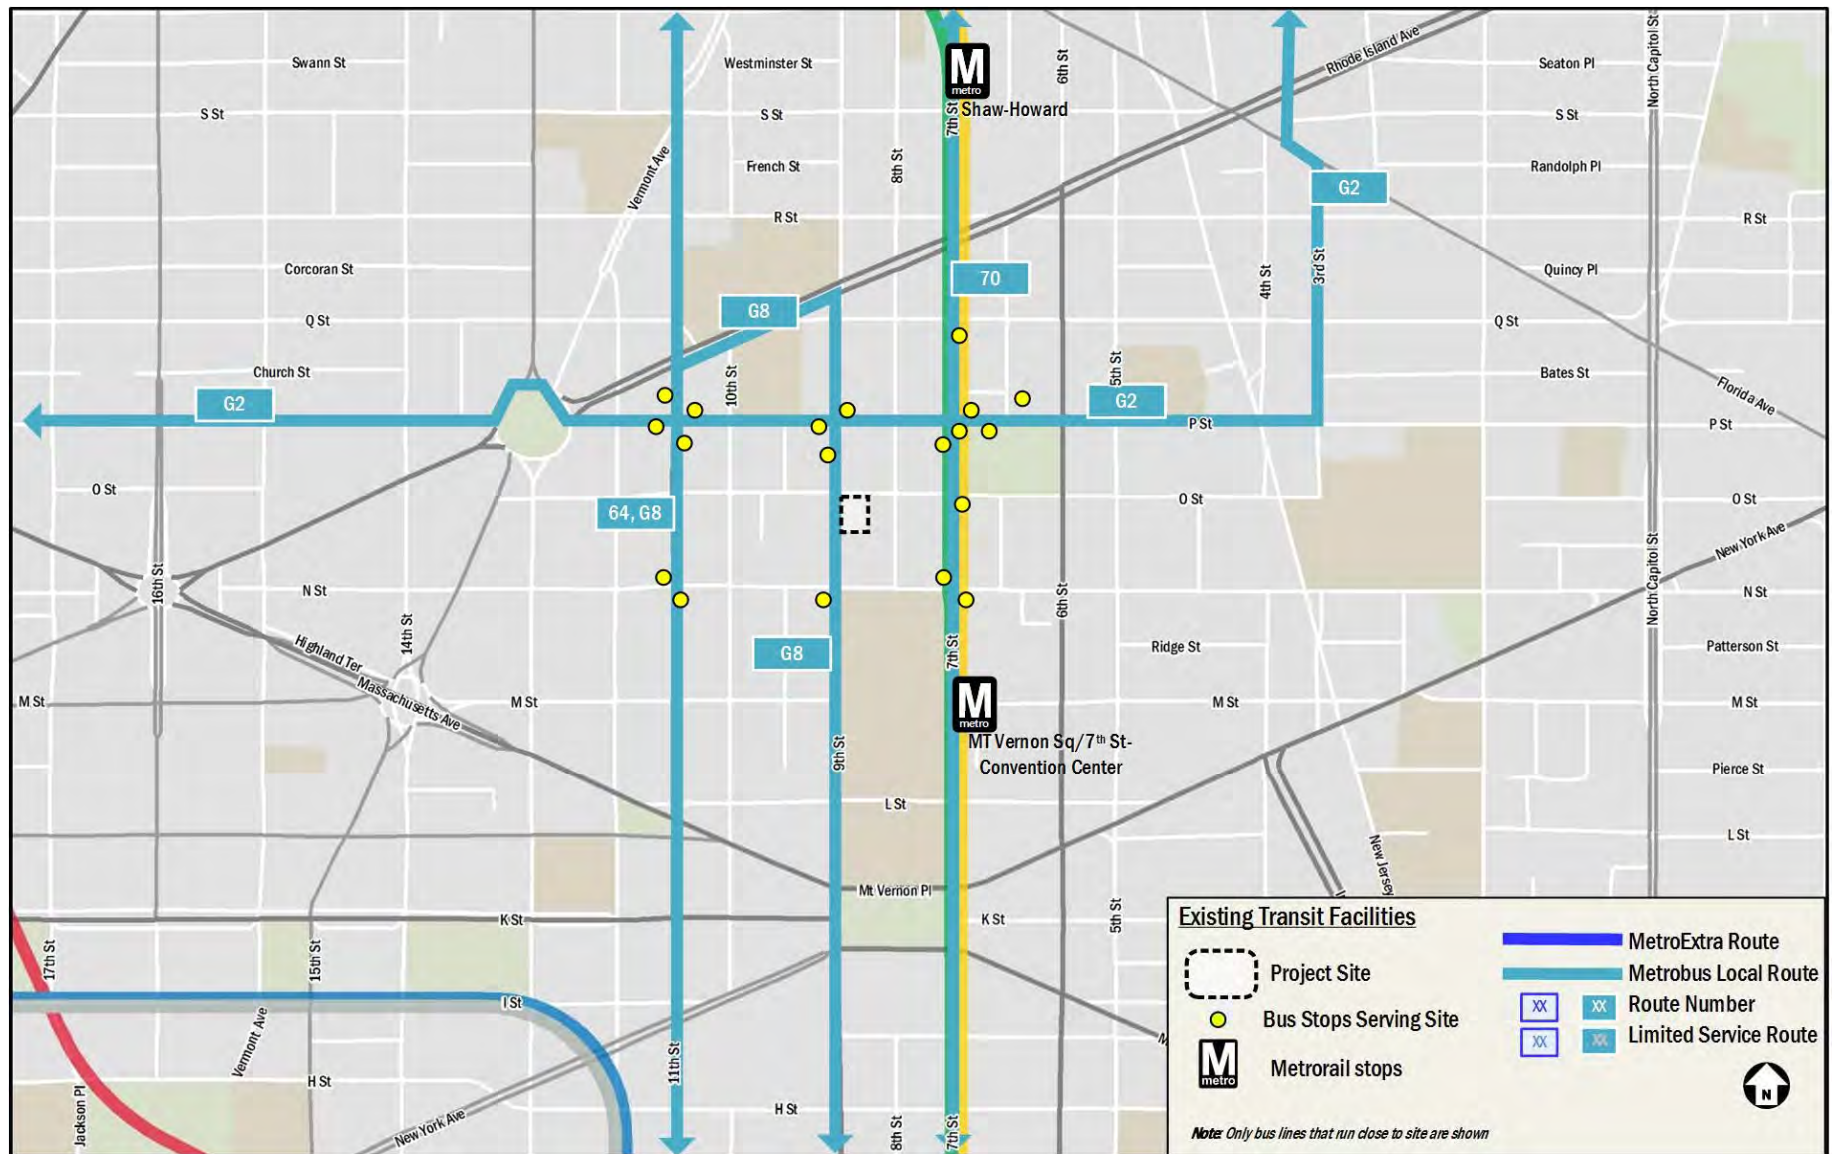 Swann St
Westminster St
6th St
Rhode Island Ave
Seaton Pl
North Capitol St
M
metro
Shaw-Howard
S St
S St
7th St
S St
Vermont Ave
French St
8th St
Randolph Pl
G2
R St
R St
Corcoran St
70
4th St
3rd St
Quincy Pl
G8
Q St
Q St
Church St
10th St
5th St
Bates St
Florida Ave
G2
G2
P St
P St
O St
64, G8
O St
O St
New York Ave
16th St
N St
6th St
North Capitol St
N St
14th St
Highland Ter
G8
7th St
Ridge St
Patterson St
Massachusetts Ave
M St
M St
M
metro
M St
M St
MT Vernon Sq/7th St-
Convention Center
9th St
Pierce St
L St
L St
New Jersey
Mt Vernon Pl
K St
K St
5th St
17th St
15th St
I St
Vermont Ave
11th St
H St
H St
Jackson Pl
New York Ave
8th St
7th St
M
Existing Transit Facilities
Project Site
Bus Stops Serving Site
M
metro
Metrorail stops
MetroExtra Route
Metrobus Local Route
XX
XX
Route Number
XX
XX
Limited Service Route
N
Note: Only bus lines that run close to site are shown